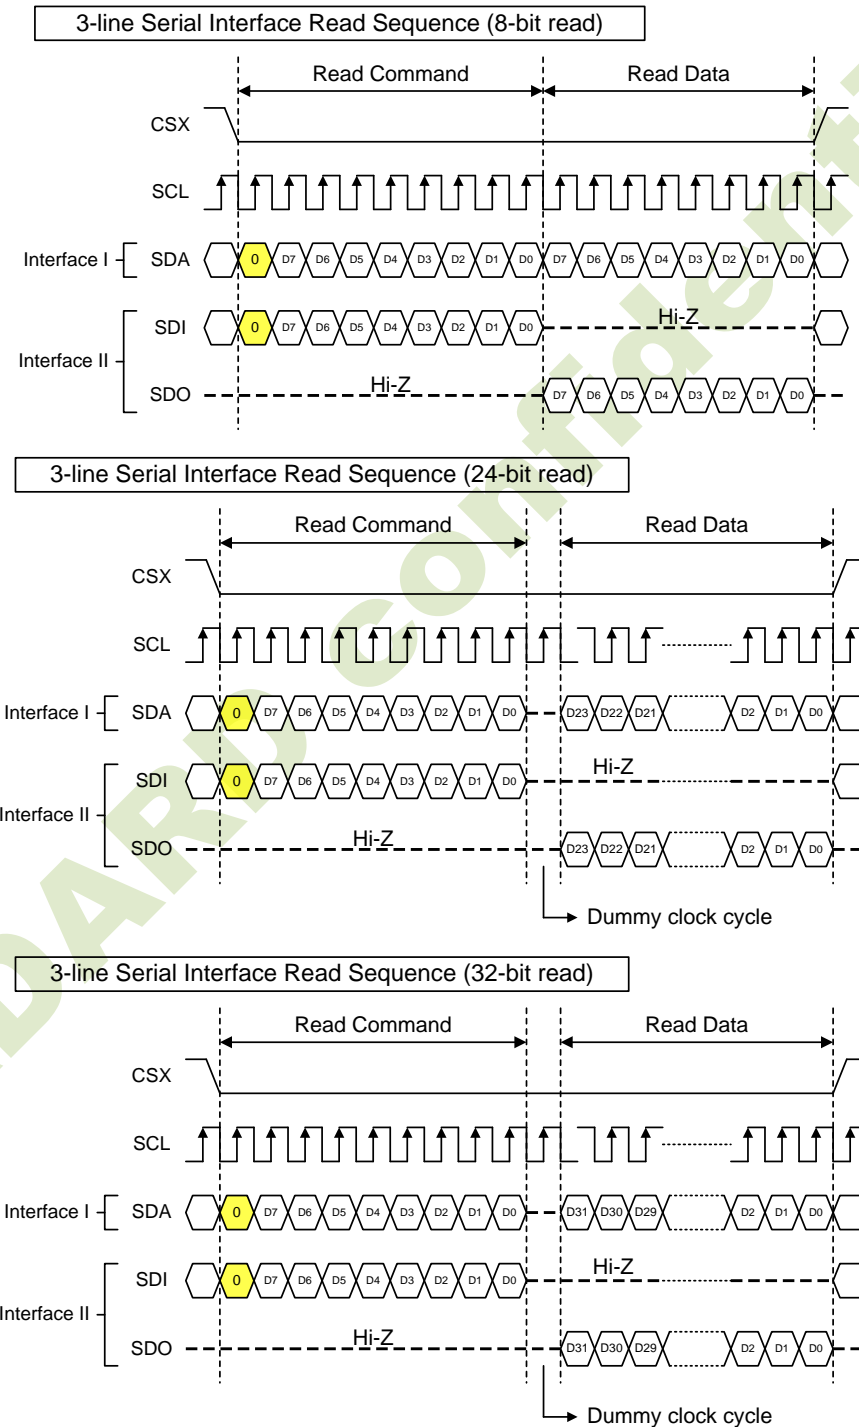 3-line Serial Interface Read Sequence (8-bit read)
Read Command Read Data
CSX
SCL
Interface I SDA 0 D7 D6 D5 D4 D3 D2 D1 D0 D7 D6 D5 D4 D3 D2 D1 D0
SDI 0 D7 D6 D5 D4 D3 D2 D1 D0 Hi-Z
Interface II
SDO Hi-Z D7 D6 D5 D4 D3 D2 D1 D0
3-line Serial Interface Read Sequence (24-bit read)
Read Command Read Data
CSX
SCL
Interface I SDA 0 D7 D6 D5 D4 D3 D2 D1 D0 D23 D22 D21 D2 D1 D0
SDI 0 D7 D6 D5 D4 D3 D2 D1 D0 Hi-Z
Interface II
SDO Hi-Z D23 D22 D21 D2 D1 D0
Dummy clock cycle
3-line Serial Interface Read Sequence (32-bit read)
Read Command Read Data
CSX
SCL
Interface I SDA 0 D7 D6 D5 D4 D3 D2 D1 D0 D31 D30 D29 D2 D1 D0
SDI 0 D7 D6 D5 D4 D3 D2 D1 D0 Hi-Z
Interface II
SDO Hi-Z D31 D30 D29 D2 D1 D0
Dummy clock cycle
DARD confidenti